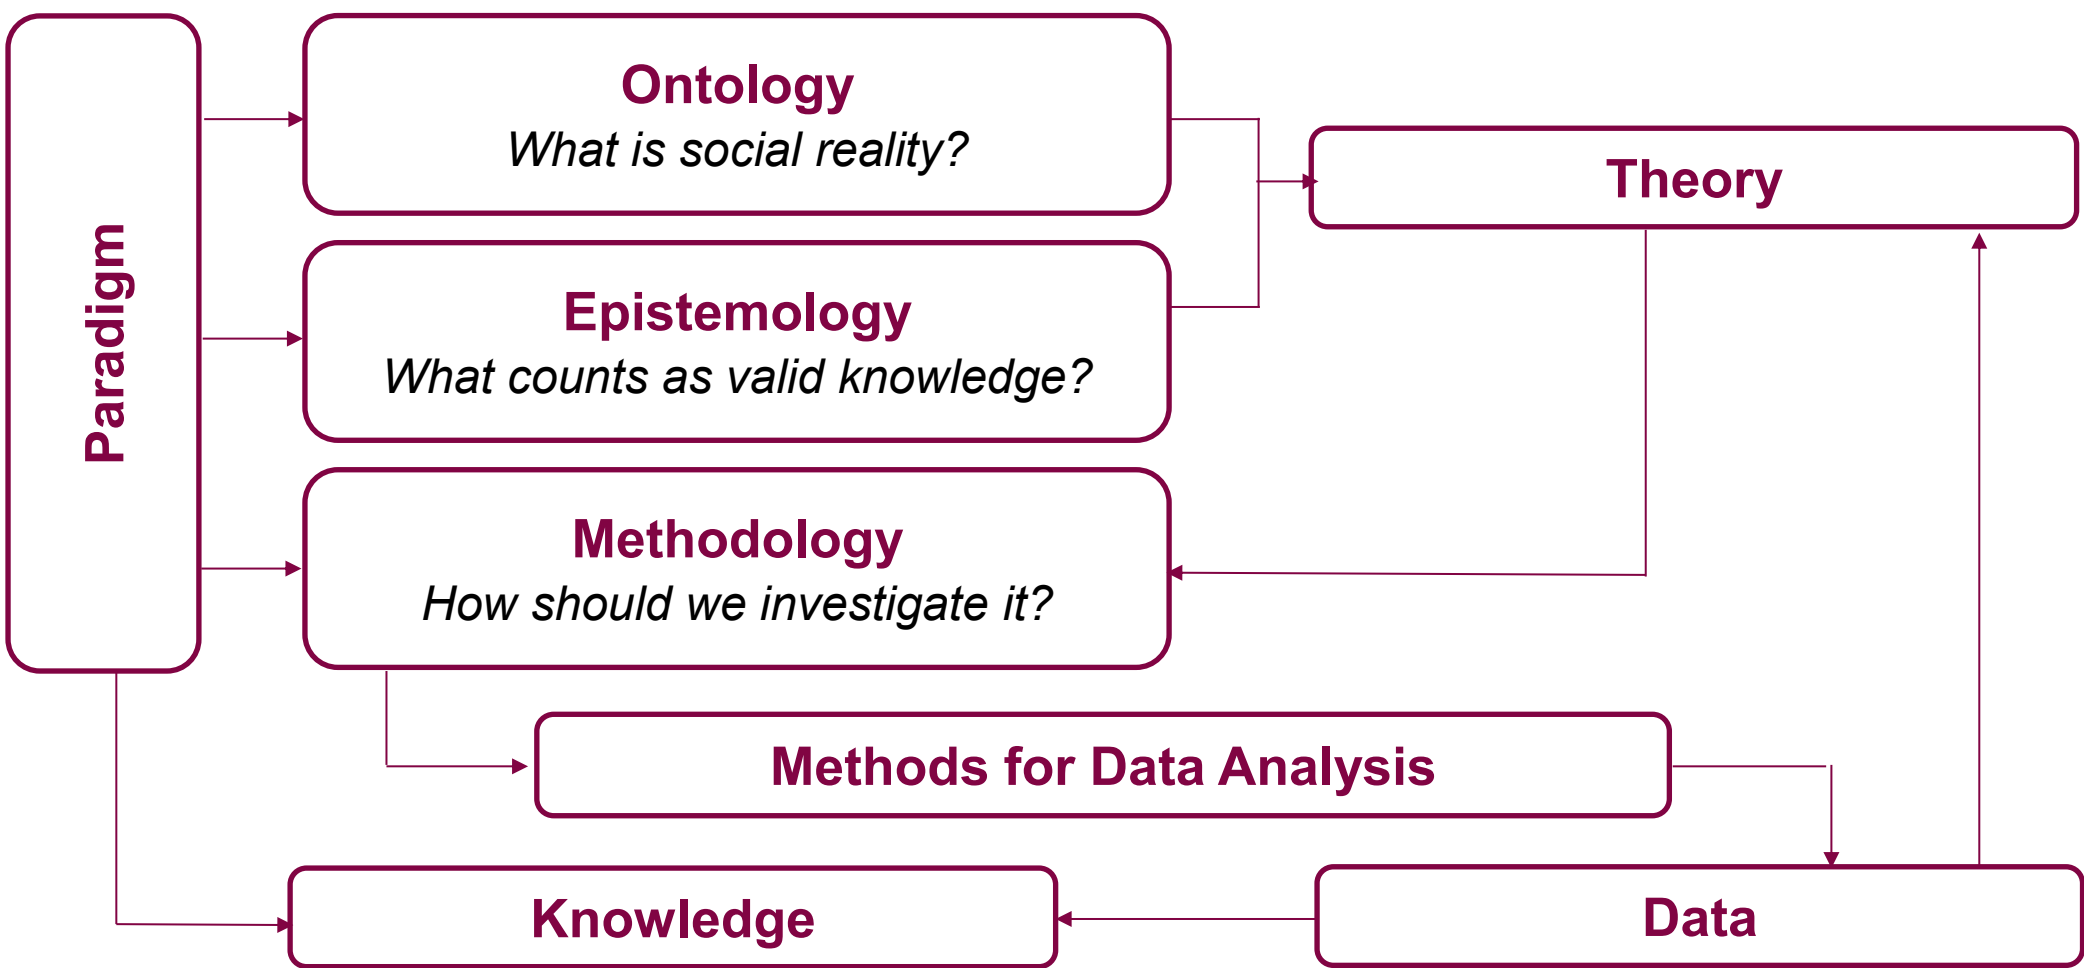 Paradigm
Ontology
What is social reality?
Epistemology
What counts as valid knowledge?
Methodology
How should we investigate it?
Theory
Methods for Data Analysis
Knowledge
Data